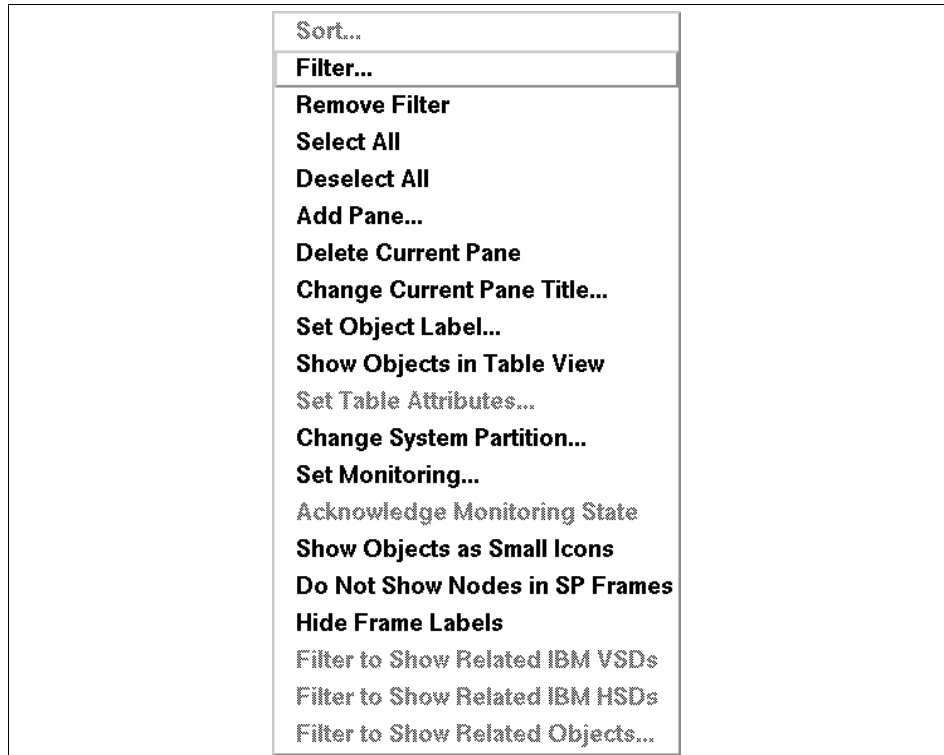 Sort...
Filter...
Remove Filter
Select All
Deselect All
Add Pane...
Delete Current Pane
Change Current Pane Title...
Set Object Label...
Show Objects in Table View
Set Table Attributes...
Change System Partition...
Set Monitoring...
Acknowledge Monitoring State
Show Objects as Small Icons
Do Not Show Nodes in SP Frames
Hide Frame Labels
Filter to Show Related IBM VSDs
Filter to Show Related IBM HSDs
Filter to Show Related Objects...